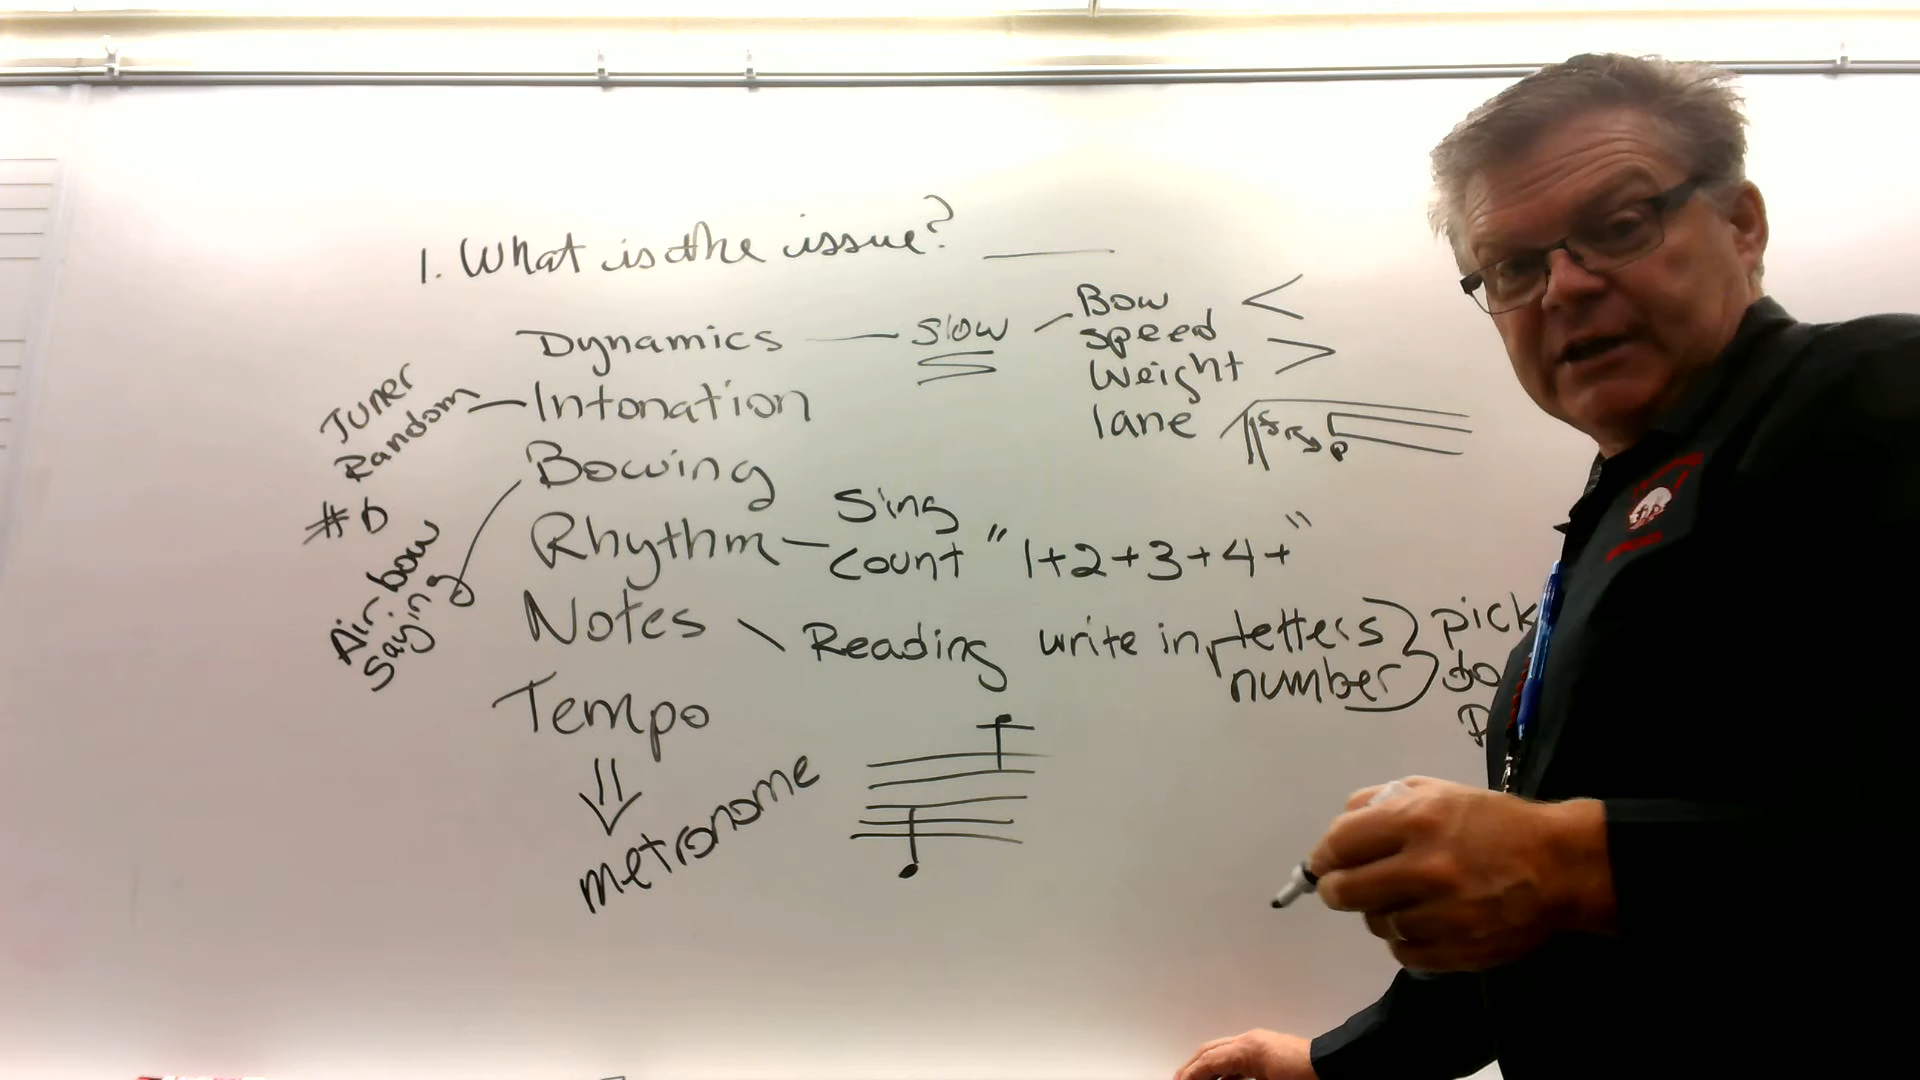 1. What is the issue?
Dynamics — slow — Bow
speed
weight
lane
<
>
f
p
Tuner
Random — Intonation
# b
Bowing
Air-bow
saying
Rhythm — Sing
count "1+2+3+4+"
Notes \ Reading write in letters
number
pick
to
Tempo
metronome